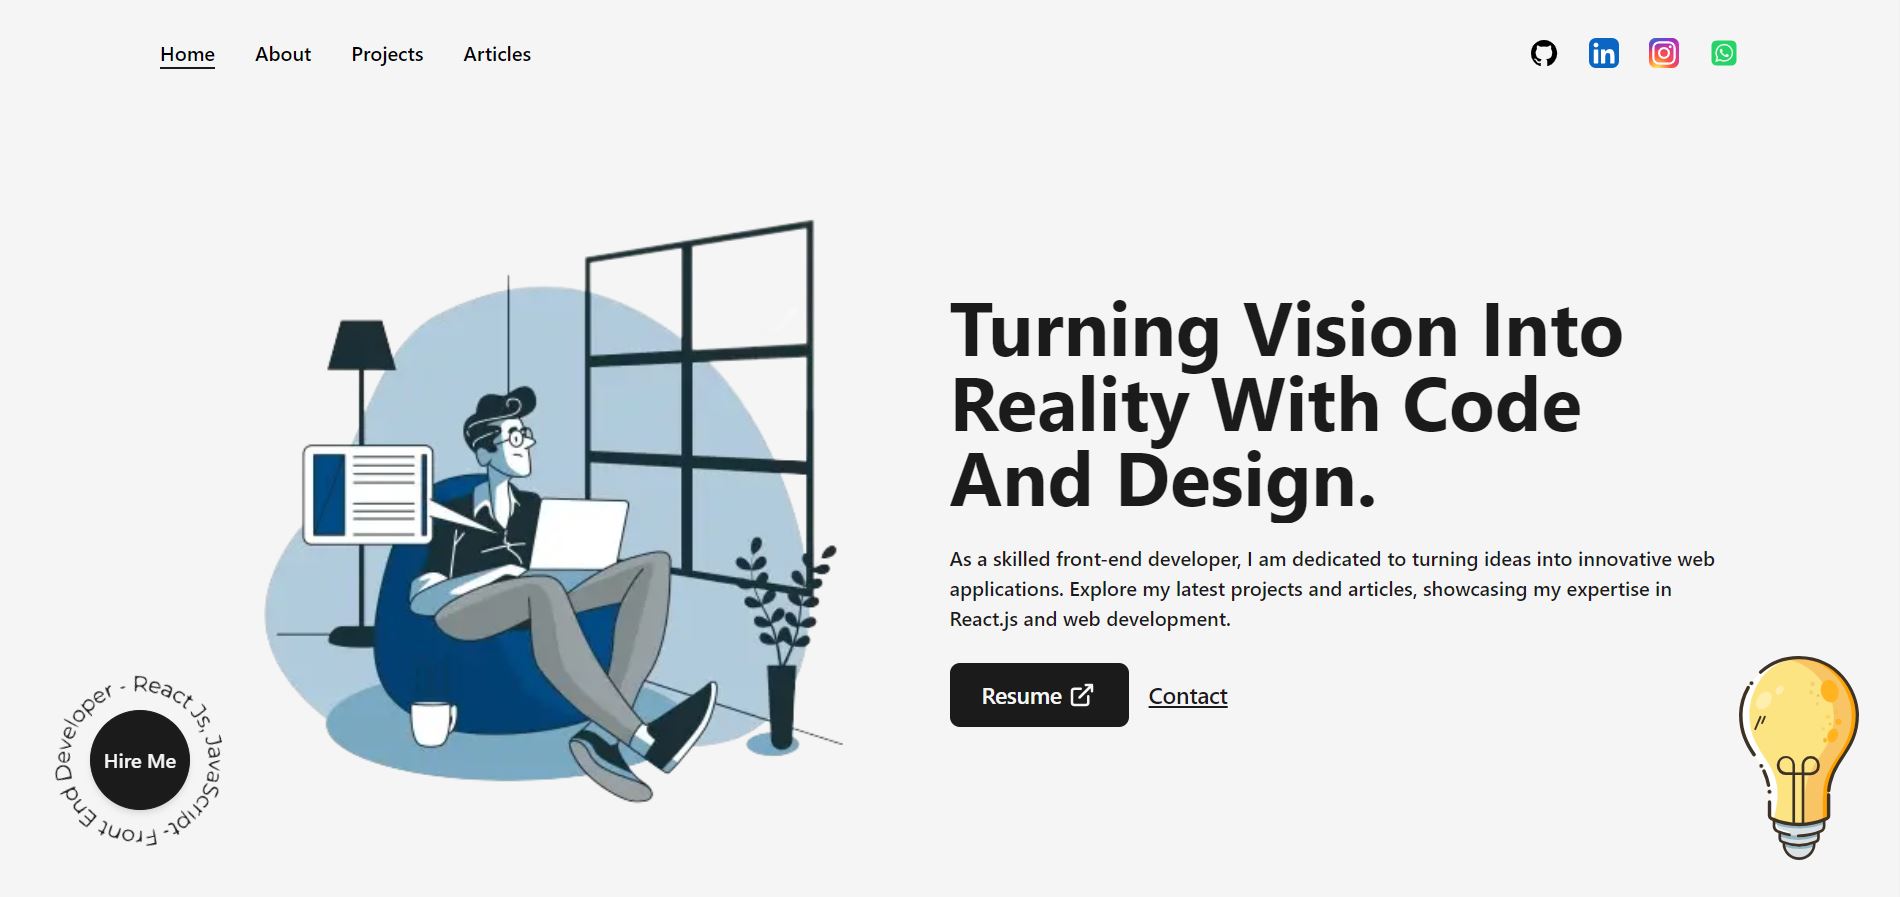 Home About Projects Articles
in
Turning Vision Into
Reality With Code
And Design.
As a skilled front-end developer, I am dedicated to turning ideas into innovative web
applications. Explore my latest projects and articles, showcasing my expertise in
React.js and web development.
Resume Contact
Front End Developer - React Js, JavaScript-
Hire Me